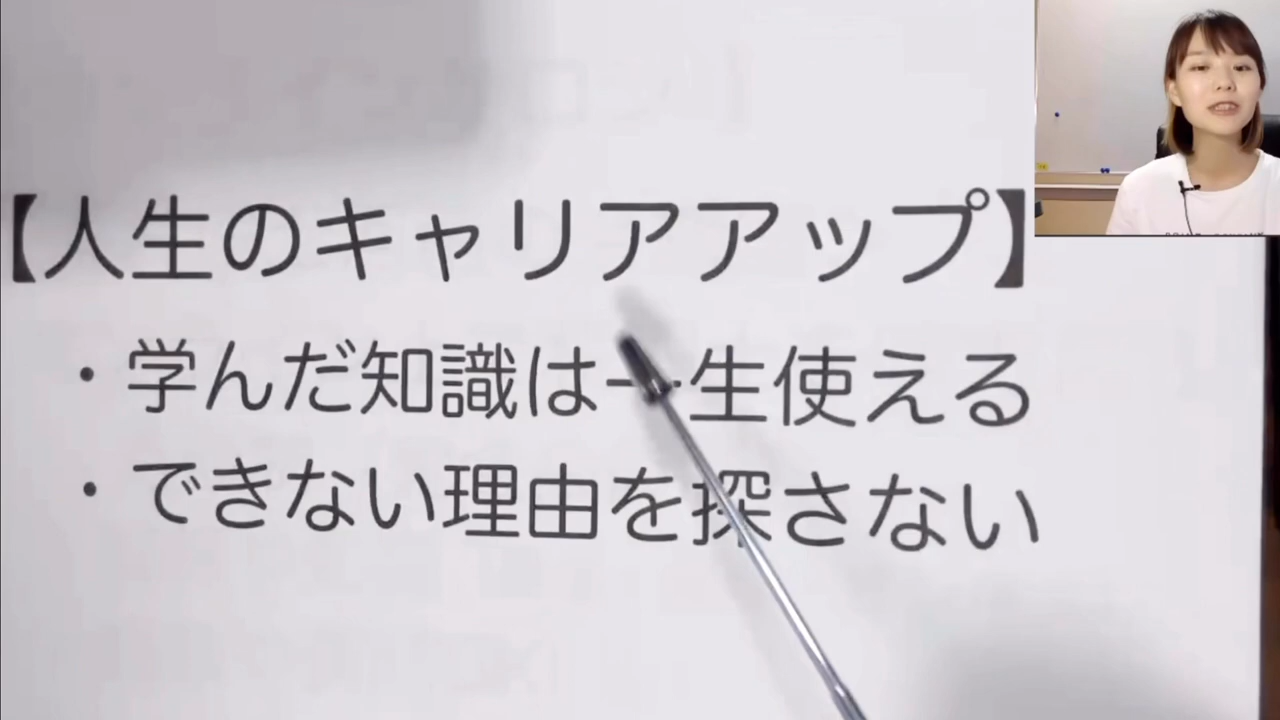 【人生のキャリアアップ】
・学んだ知識は一生使える
・できない理由を探さない